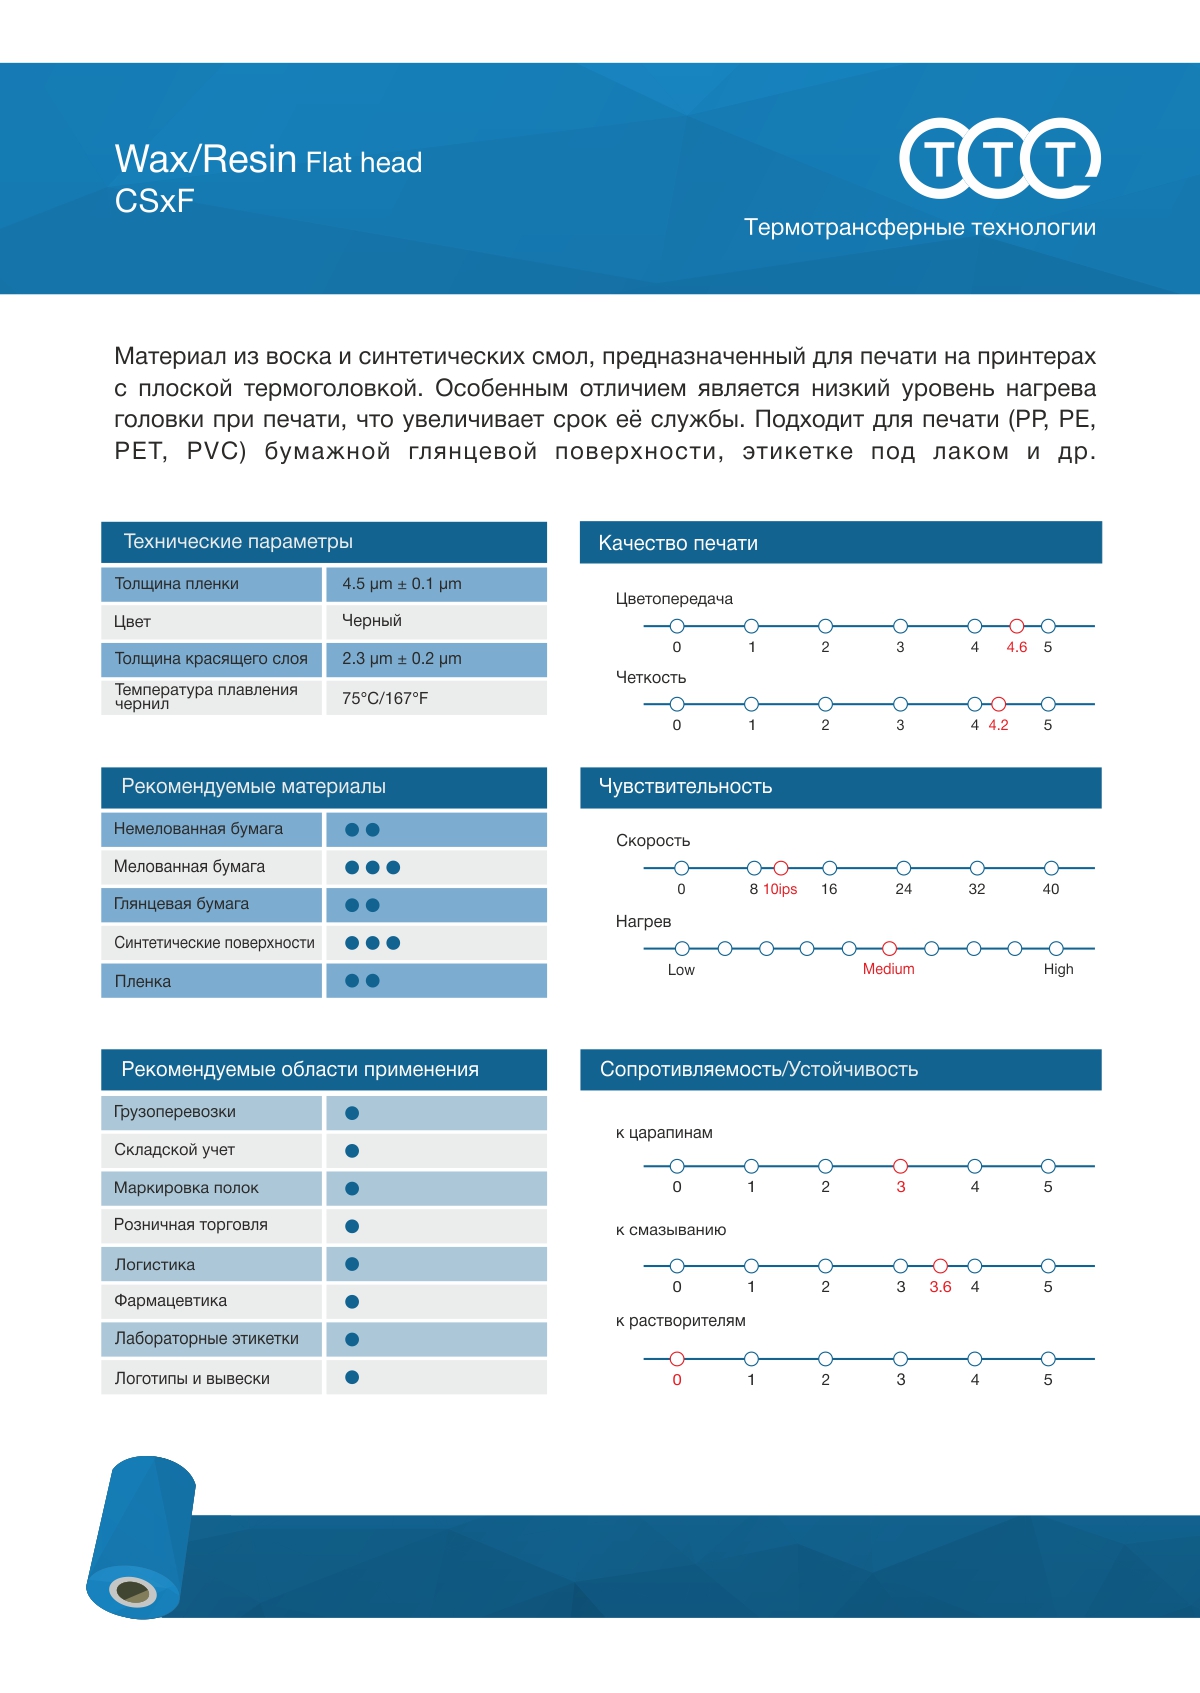 Wax/Resin Flat head
CSxF
TTT
Термотрансферные технологии
Материал из воска и синтетических смол, предназначенный для печати на принтерах
с плоской термоголовкой. Особенным отличием является низкий уровень нагрева
головки при печати, что увеличивает срок её службы. Подходит для печати (PP, PE,
PET, PVC) бумажной глянцевой поверхности, этикетке под лаком и др.
Технические параметры
Толщина пленки 4.5 µm ± 0.1 µm
Цвет Черный
Толщина красящего слоя 2.3 µm ± 0.2 µm
Температура плавления
чернил 75°C/167°F
Качество печати
Цветопередача
0 1 2 3 4 4.6 5
Четкость
0 1 2 3 4 4.2 5
Рекомендуемые материалы
Немелованная бумага
Мелованная бумага
Глянцевая бумага
Синтетические поверхности
Пленка
Чувствительность
Скорость
0 8 10ips 16 24 32 40
Нагрев
Low Medium High
Рекомендуемые области применения
Грузоперевозки
Складской учет
Маркировка полок
Розничная торговля
Логистика
Фармацевтика
Лабораторные этикетки
Логотипы и вывески
Сопротивляемость/Устойчивость
к царапинам
0 1 2 3 4 5
к смазыванию
0 1 2 3 3.6 4 5
к растворителям
0 1 2 3 4 5